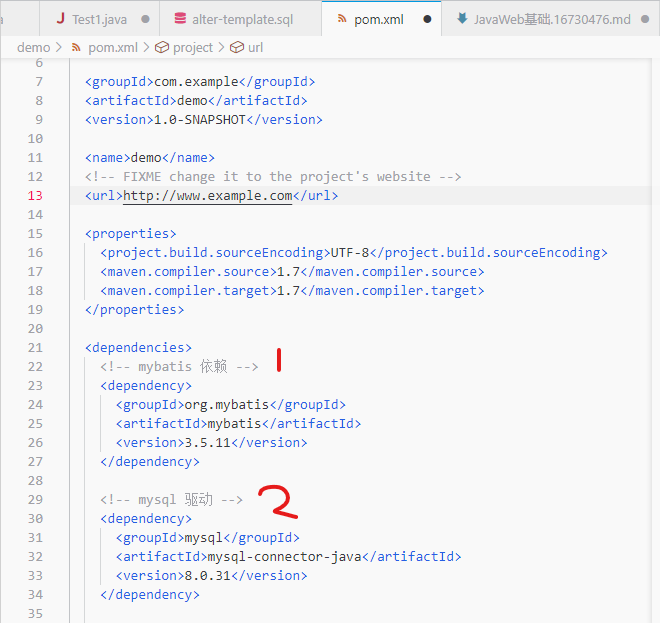 Test1.java
alter-template.sql
pom.xml
JavaWeb基础.16730476.md
demo > pom.xml > project > url
6
7 <groupId>com.example</groupId>
8 <artifactId>demo</artifactId>
9 <version>1.0-SNAPSHOT</version>
10
11 <name>demo</name>
12 <!-- FIXME change it to the project's website -->
13 <url>http://www.example.com</url>
14
15 <properties>
16 <project.build.sourceEncoding>UTF-8</project.build.sourceEncoding>
17 <maven.compiler.source>1.7</maven.compiler.source>
18 <maven.compiler.target>1.7</maven.compiler.target>
19 </properties>
20
21 <dependencies>
22 <!-- mybatis 依赖 --> 1
23 <dependency>
24 <groupId>org.mybatis</groupId>
25 <artifactId>mybatis</artifactId>
26 <version>3.5.11</version>
27 </dependency>
28
29 <!-- mysql 驱动 --> 2
30 <dependency>
31 <groupId>mysql</groupId>
32 <artifactId>mysql-connector-java</artifactId>
33 <version>8.0.31</version>
34 </dependency>
35